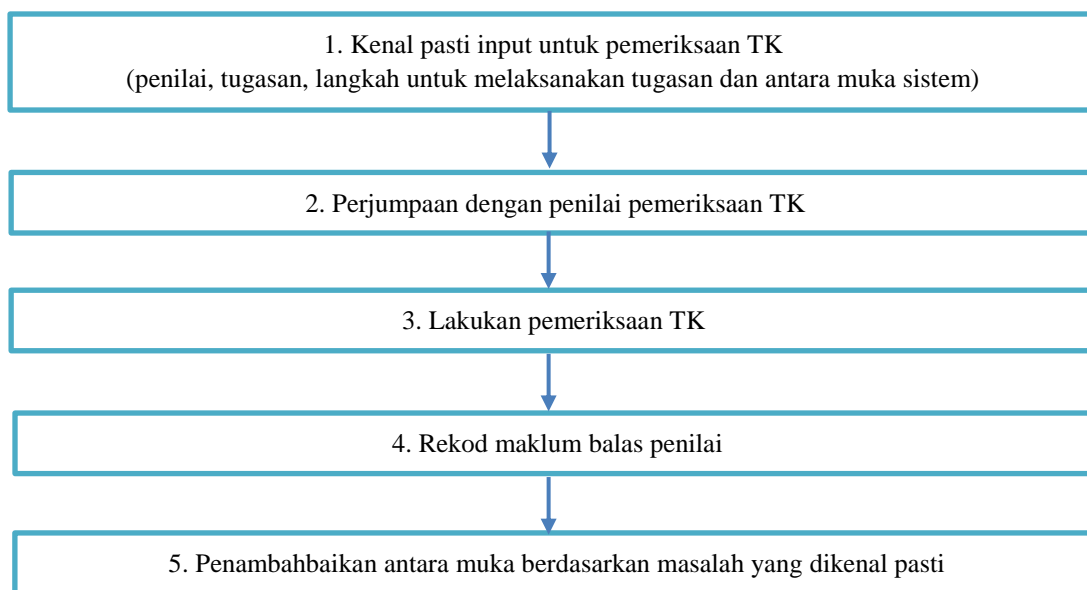 1. Kenal pasti input untuk pemeriksaan TK
(penilai, tugasan, langkah untuk melaksanakan tugasan dan antara muka sistem)
2. Perjumpaan dengan penilai pemeriksaan TK
3. Lakukan pemeriksaan TK
4. Rekod maklum balas penilai
5. Penambahbaikan antara muka berdasarkan masalah yang dikenal pasti